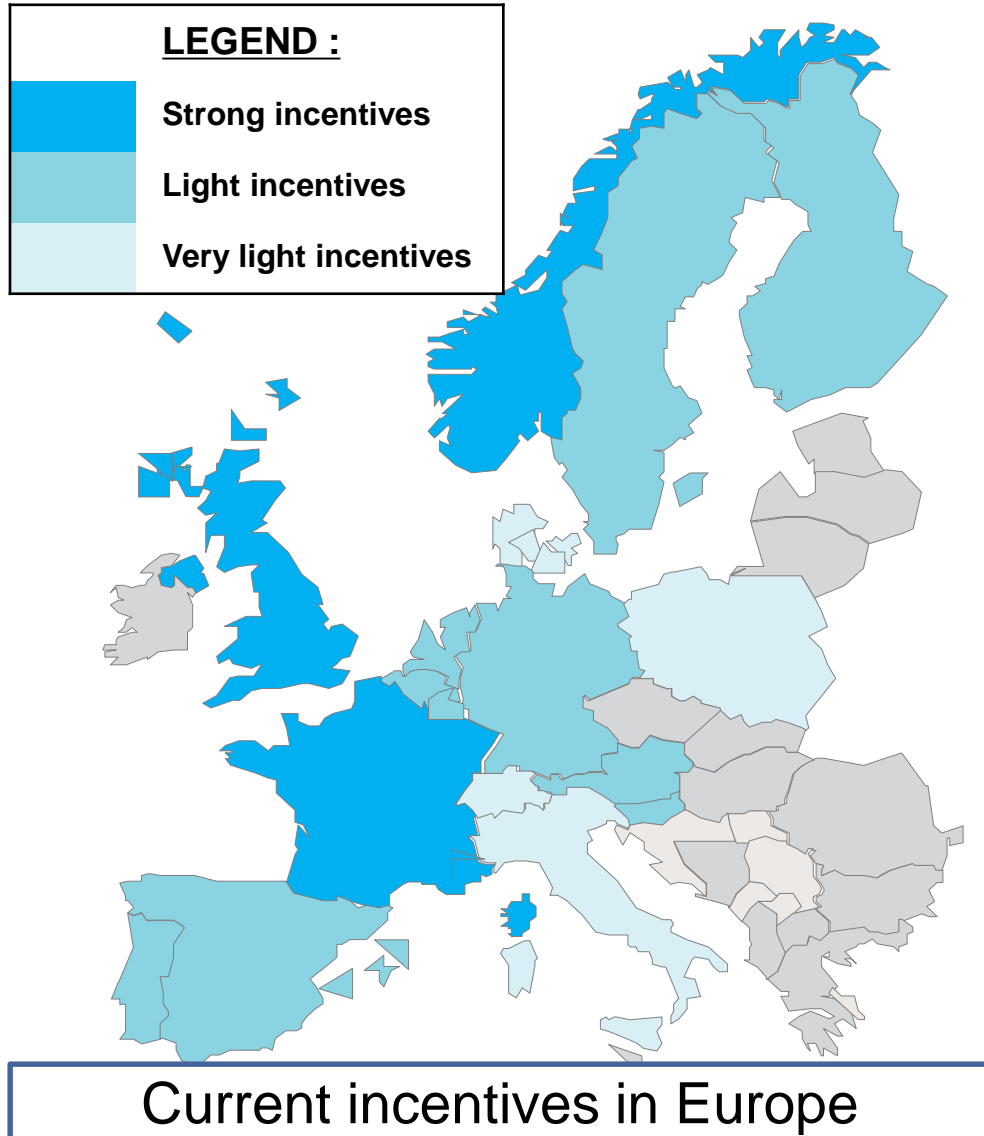 LEGEND :
Strong incentives
Light incentives
Very light incentives
Current incentives in Europe